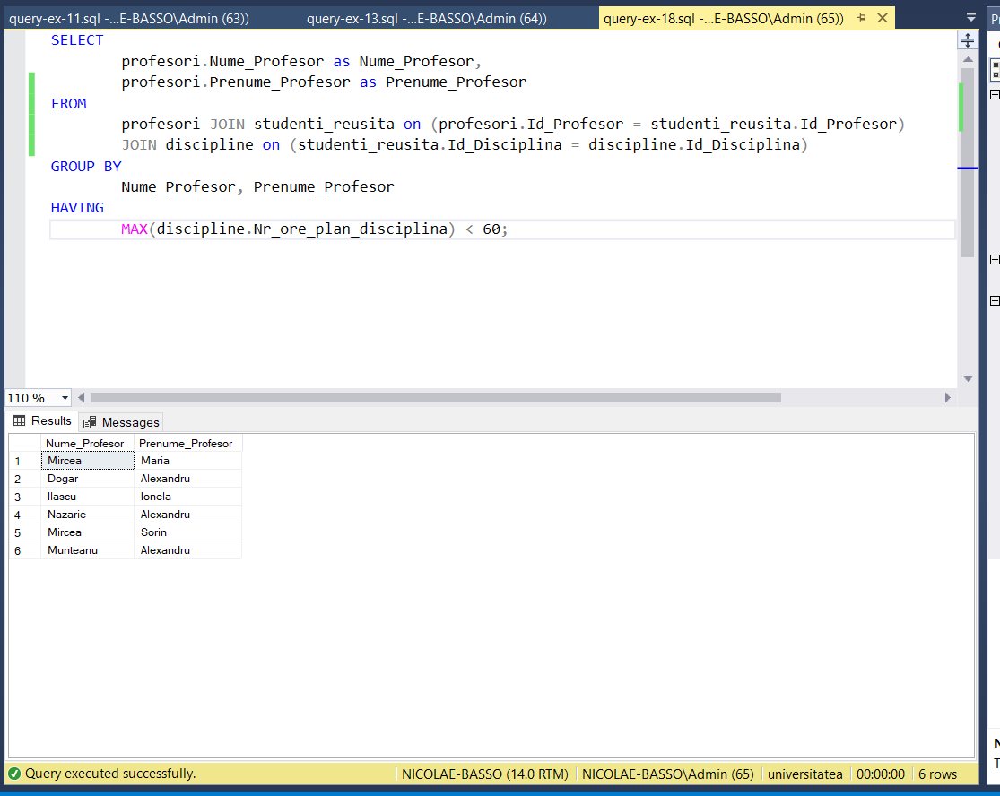 query-ex-11.sql -...E-BASSO\Admin (63)) query-ex-13.sql -...E-BASSO\Admin (64)) query-ex-18.sql -...E-BASSO\Admin (65))
SELECT
profesori.Nume_Profesor as Nume_Profesor,
profesori.Prenume_Profesor as Prenume_Profesor
FROM
profesori JOIN studenti_reusita on (profesori.Id_Profesor = studenti_reusita.Id_Profesor)
JOIN discipline on (studenti_reusita.Id_Disciplina = discipline.Id_Disciplina)
GROUP BY
Nume_Profesor, Prenume_Profesor
HAVING
MAX(discipline.Nr_ore_plan_disciplina) < 60;
110 %
Results Messages
Nume_Profesor Prenume_Profesor
1 Mircea Maria
2 Dogar Alexandru
3 Ilascu Ionela
4 Nazarie Alexandru
5 Mircea Sorin
6 Munteanu Alexandru
Query executed successfully. NICOLAE-BASSO (14.0 RTM) NICOLAE-BASSO\Admin (65) universitatea 00:00:00 6 rows